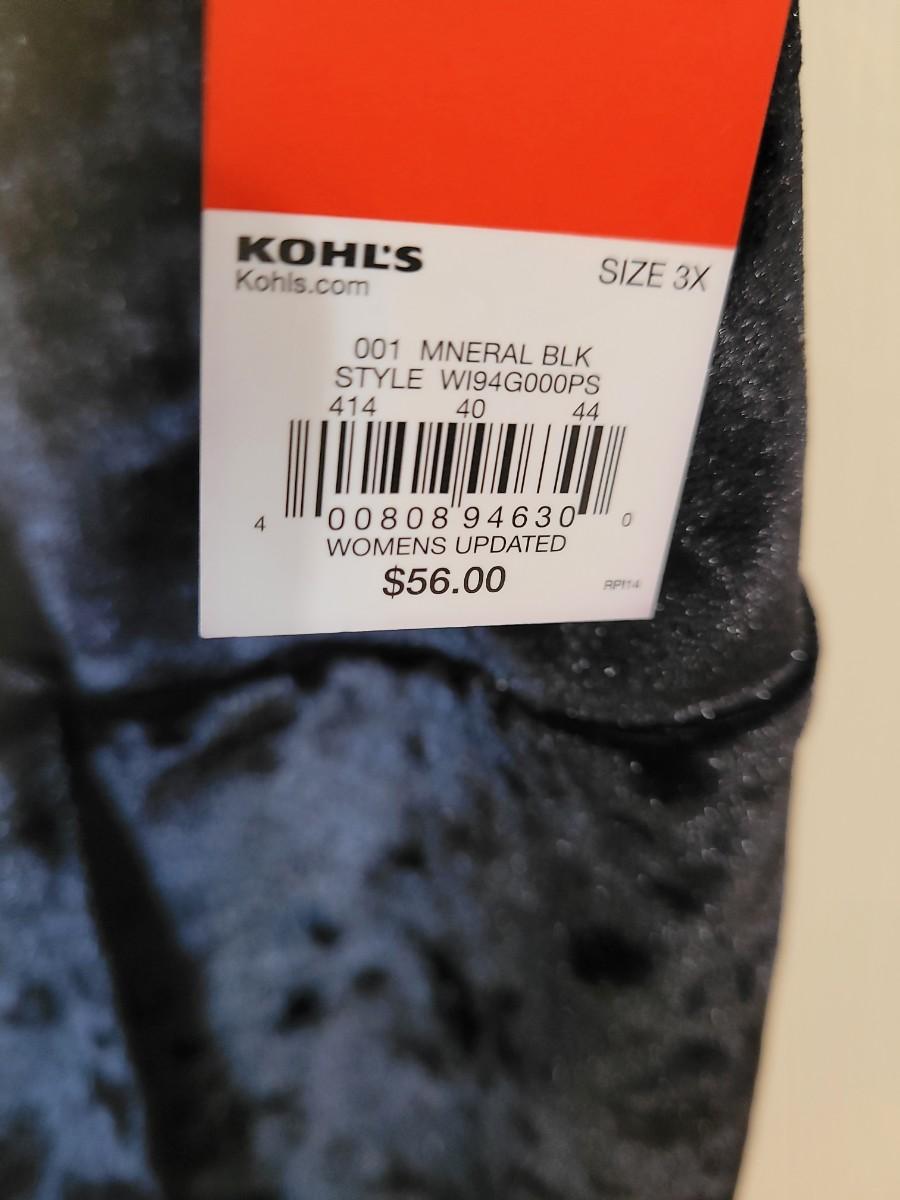 KOHL'S
Kohls.com
SIZE 3X
001 MNERAL BLK
STYLE WI94G000PS
414 40 44
4 00808 94630 0
WOMENS UPDATED
$56.00
RPI14